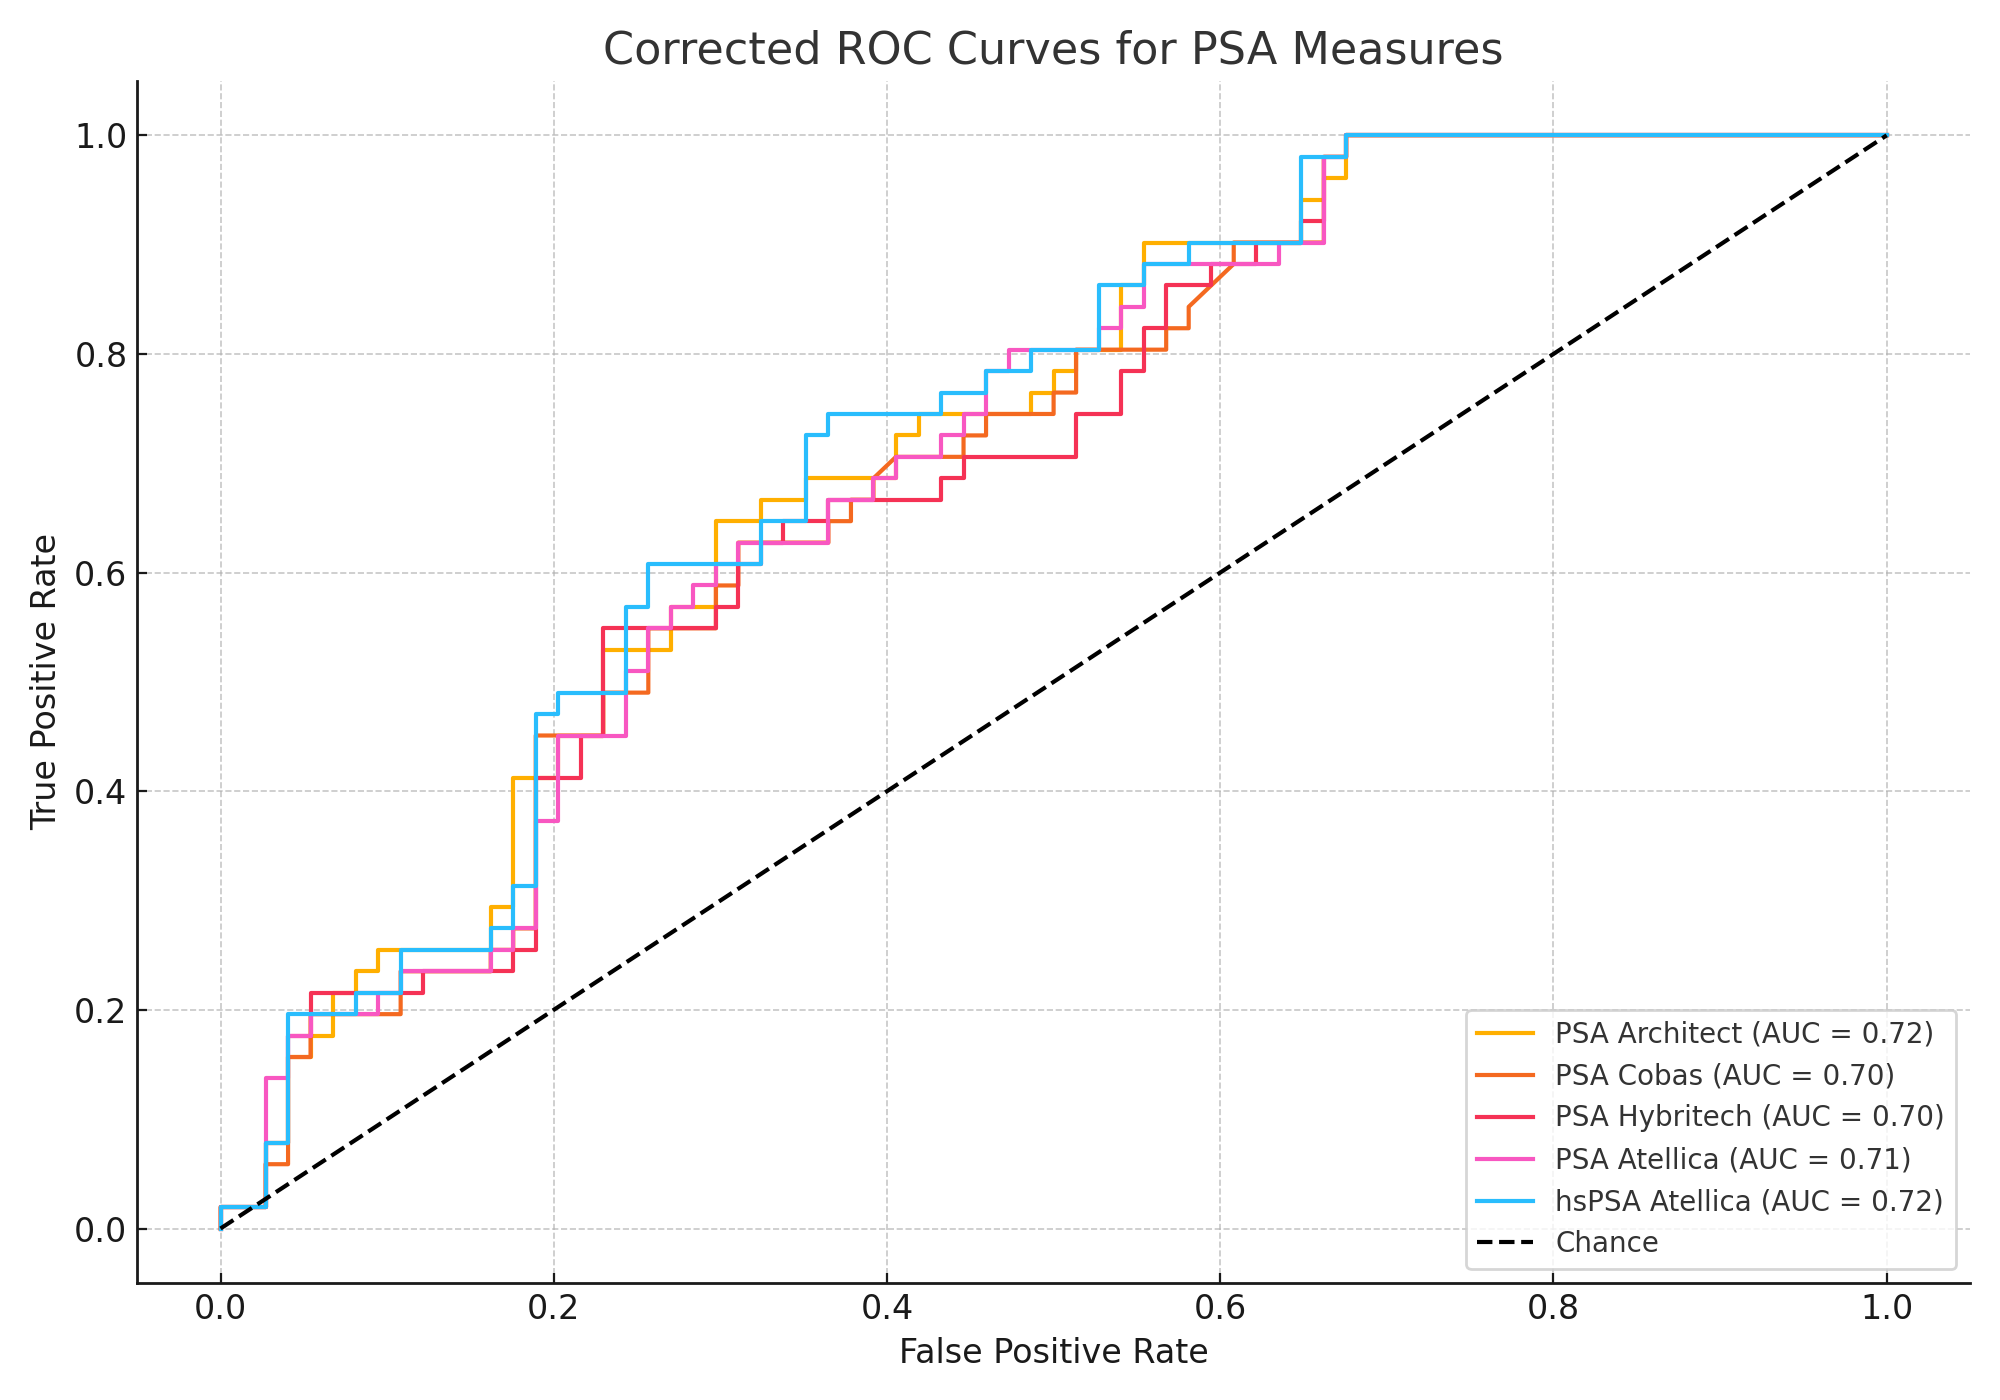 Corrected ROC Curves for PSA Measures
1.0
0.8
0.6
0.4
0.2
0.0
True Positive Rate
PSA Architect (AUC = 0.72)
PSA Cobas (AUC = 0.70)
PSA Hybritech (AUC = 0.70)
PSA Atellica (AUC = 0.71)
hsPSA Atellica (AUC = 0.72)
Chance
0.0 0.2 0.4 0.6 0.8 1.0
False Positive Rate